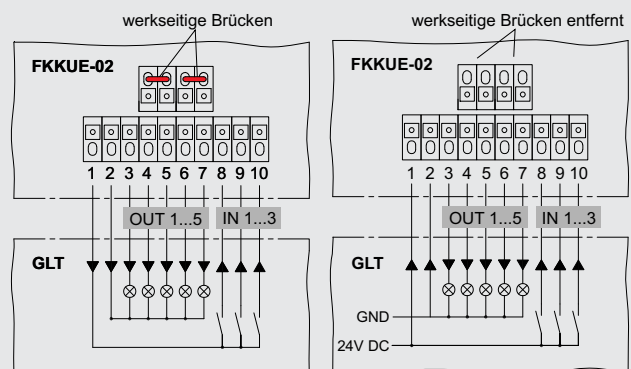 werkseitige Brücken
FKKUE-02
1 2 3 4 5 6 7 8 9 10
OUT 1...5 IN 1...3
GLT
werkseitige Brücken entfernt
FKKUE-02
1 2 3 4 5 6 7 8 9 10
OUT 1...5 IN 1...3
GLT
GND
24V DC